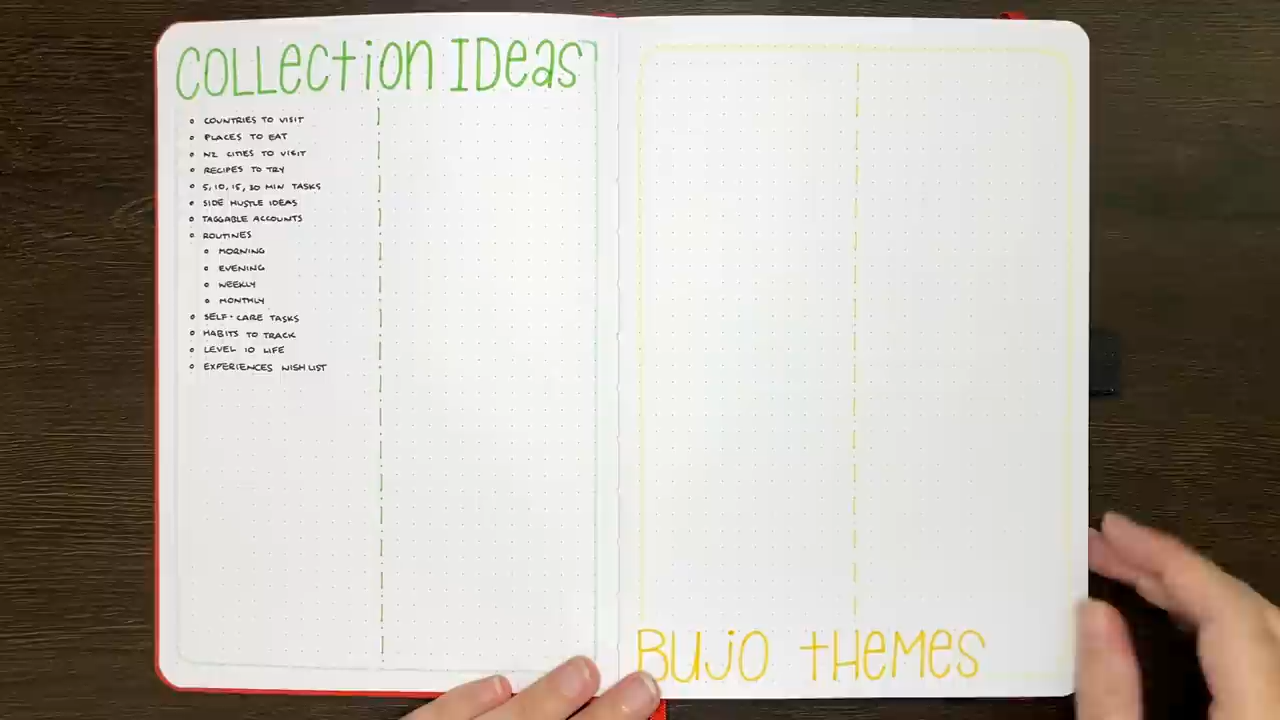 COLLection IDeas
COUNTRIES TO VISIT
PLACES TO EAT
NZ CITIES TO VISIT
RECIPES TO TRY
5, 10, 15, 30 MIN TASKS
SIDE HUSTLE IDEAS
TAGGABLE ACCOUNTS
ROUTINES
MORNING
EVENING
WEEKLY
MONTHLY
SELF-CARE TASKS
HABITS TO TRACK
LEVEL 10 LIFE
EXPERIENCES WISHLIST
BUJO tHeMes